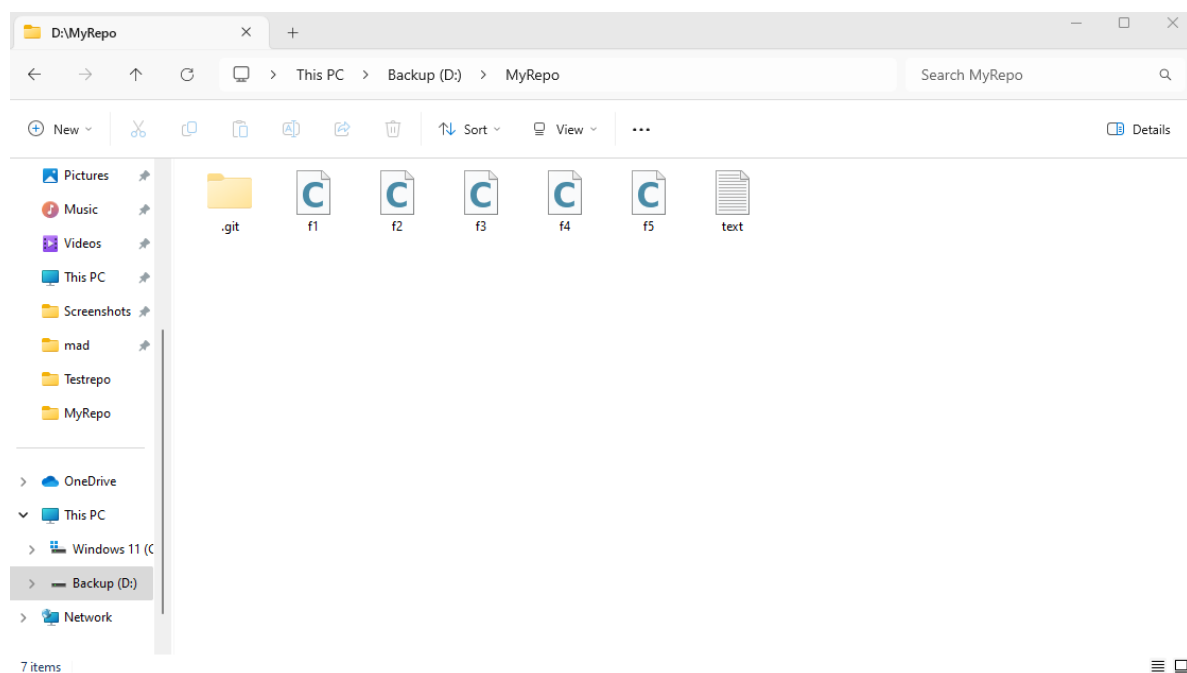 D:\MyRepo
This PC > Backup (D:) > MyRepo
Search MyRepo
New
Sort
View
Details
Pictures
Music
Videos
This PC
Screenshots
mad
Testrepo
MyRepo
OneDrive
This PC
Windows 11 (C
Backup (D:)
Network
.git
f1
f2
f3
f4
f5
text
7 items